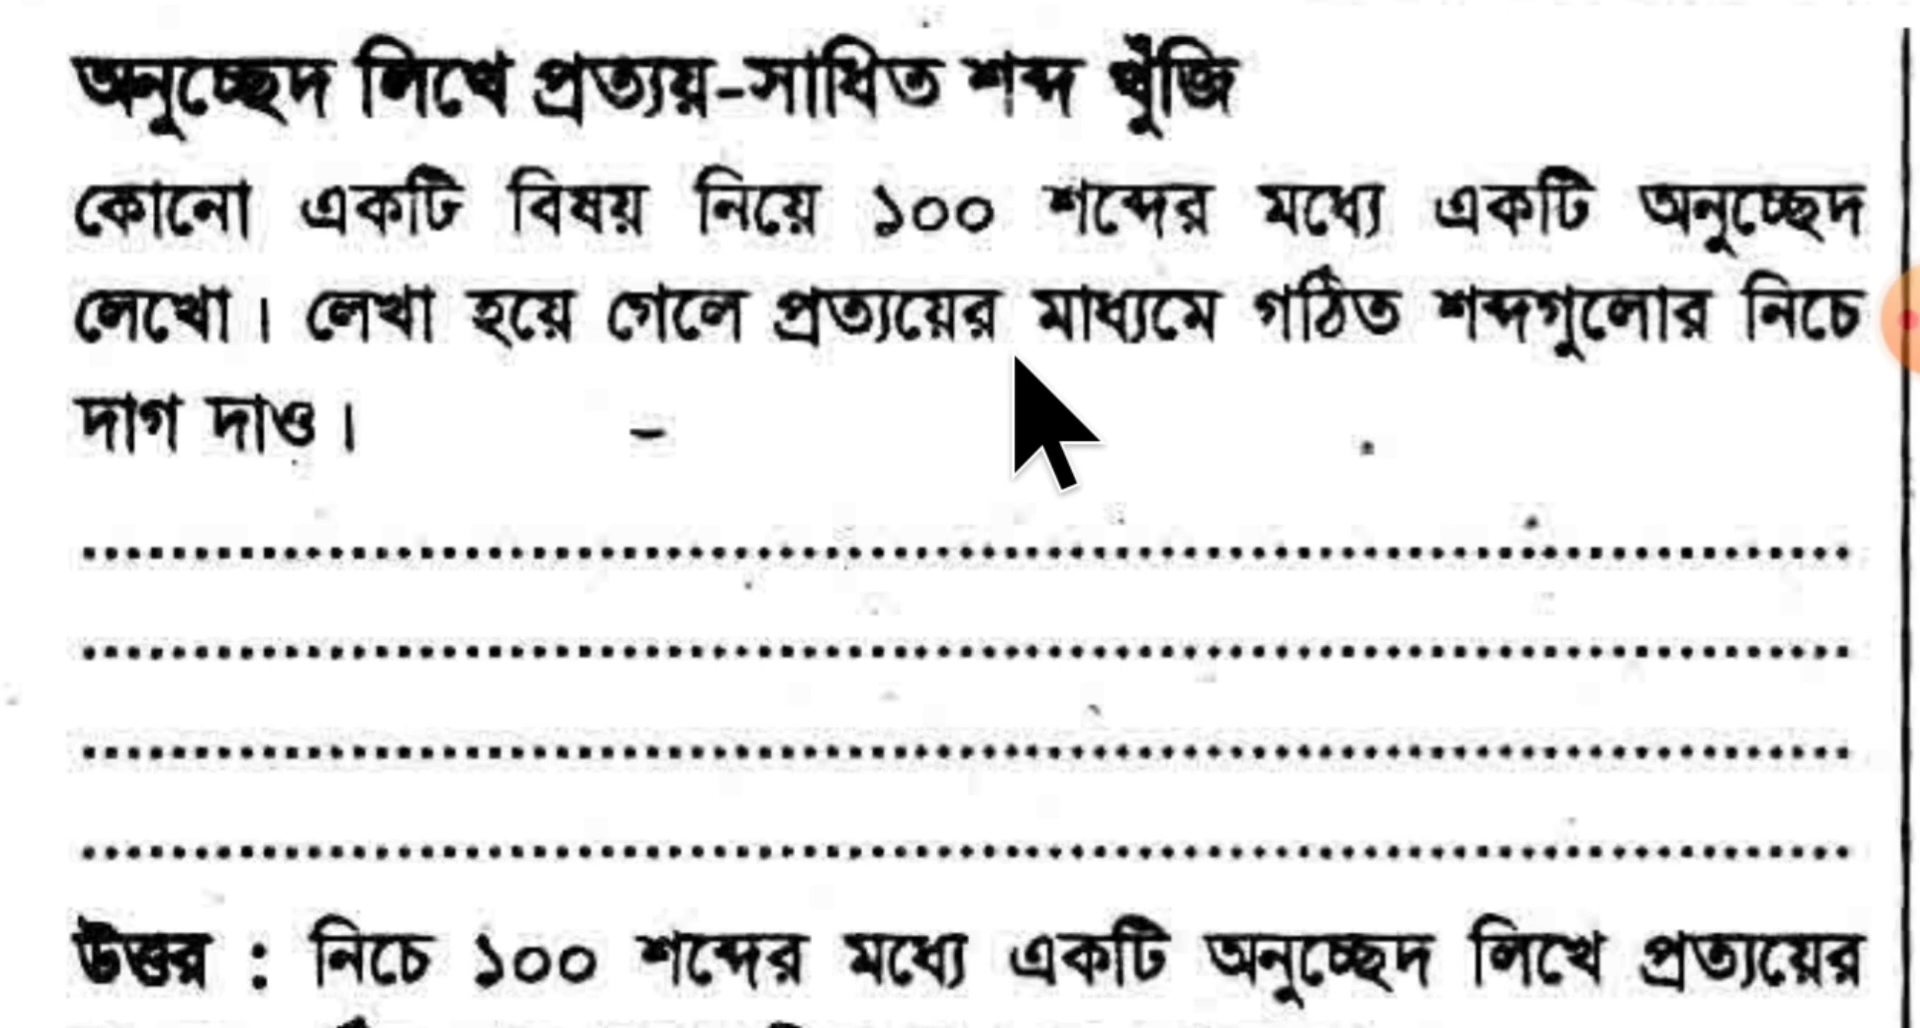 অনুচ্ছেদ লিখে প্রত্যয়-সাধিত শব্দ খুঁজি
কোনো একটি বিষয় নিয়ে ১০০ শব্দের মধ্যে একটি অনুচ্ছেদ
লেখো। লেখা হয়ে গেলে প্রত্যয়ের মাধ্যমে গঠিত শব্দগুলোর নিচে
দাগ দাও।
উত্তর : নিচে ১০০ শব্দের মধ্যে একটি অনুচ্ছেদ লিখে প্রত্যয়ের